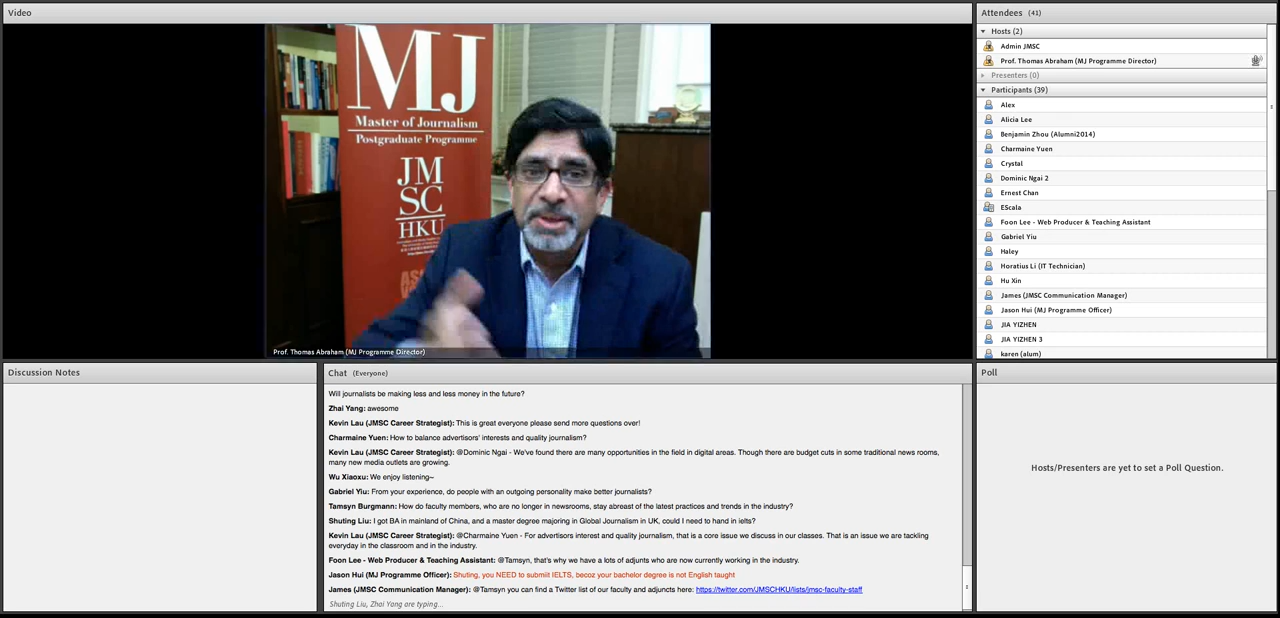 Video
MJ
Master of Journalism
Postgraduate Programme
JM
SC
HKU
Prof. Thomas Abraham (MJ Programme Director)
Attendees (41)
Hosts (2)
Admin JMSC
Prof. Thomas Abraham (MJ Programme Director)
Presenters (0)
Participants (39)
Alex
Alicia Lee
Benjamin Zhou (Alumni2014)
Charmaine Yuen
Crystal
Dominic Ngai 2
Ernest Chan
EScala
Foon Lee - Web Producer & Teaching Assistant
Gabriel Yiu
Haley
Horatius Li (IT Technician)
Hu Xin
James (JMSC Communication Manager)
Jason Hui (MJ Programme Officer)
JIA YIZHEN
JIA YIZHEN 3
karen (alum)
Discussion Notes
Chat (Everyone)
Will journalists be making less and less money in the future?
Zhai Yang: awesome
Kevin Lau (JMSC Career Strategist): This is great everyone please send more questions over!
Charmaine Yuen: How to balance advertisors' interests and quality journalism?
Kevin Lau (JMSC Career Strategist): @Dominic Ngai - We've found there are many opportunities in the field in digital areas. Though there are budget cuts in some traditional news rooms,
many new media outlets are growing.
Wu Xiaoxu: We enjoy listening~
Gabriel Yiu: From your experience, do people with an outgoing personality make better journalists?
Tamsyn Burgmann: How do faculty members, who are no longer in newsrooms, stay abreast of the latest practices and trends in the industry?
Shuting Liu: I got BA in mainland of China, and a master degree majoring in Global Journalism in UK, could I need to hand in ielts?
Kevin Lau (JMSC Career Strategist): @Charmaine Yuen - For advertisors interest and quality journalism, that is a core issue we discuss in our classes. That is an issue we are tackling
everyday in the classroom and in the industry.
Foon Lee - Web Producer & Teaching Assistant: @Tamsyn, that's why we have a lots of adjunts who are now currently working in the industry.
Jason Hui (MJ Programme Officer): Shuting, you NEED to submiit IELTS, becoz your bachelor degree is not English taught
James (JMSC Communication Manager): @Tamsyn you can find a Twitter list of our faculty and adjuncts here: https://twitter.com/JMSCHKU/lists/jmsc-faculty-staff
Shuting Liu, Zhai Yang are typing...
Poll
Hosts/Presenters are yet to set a Poll Question.